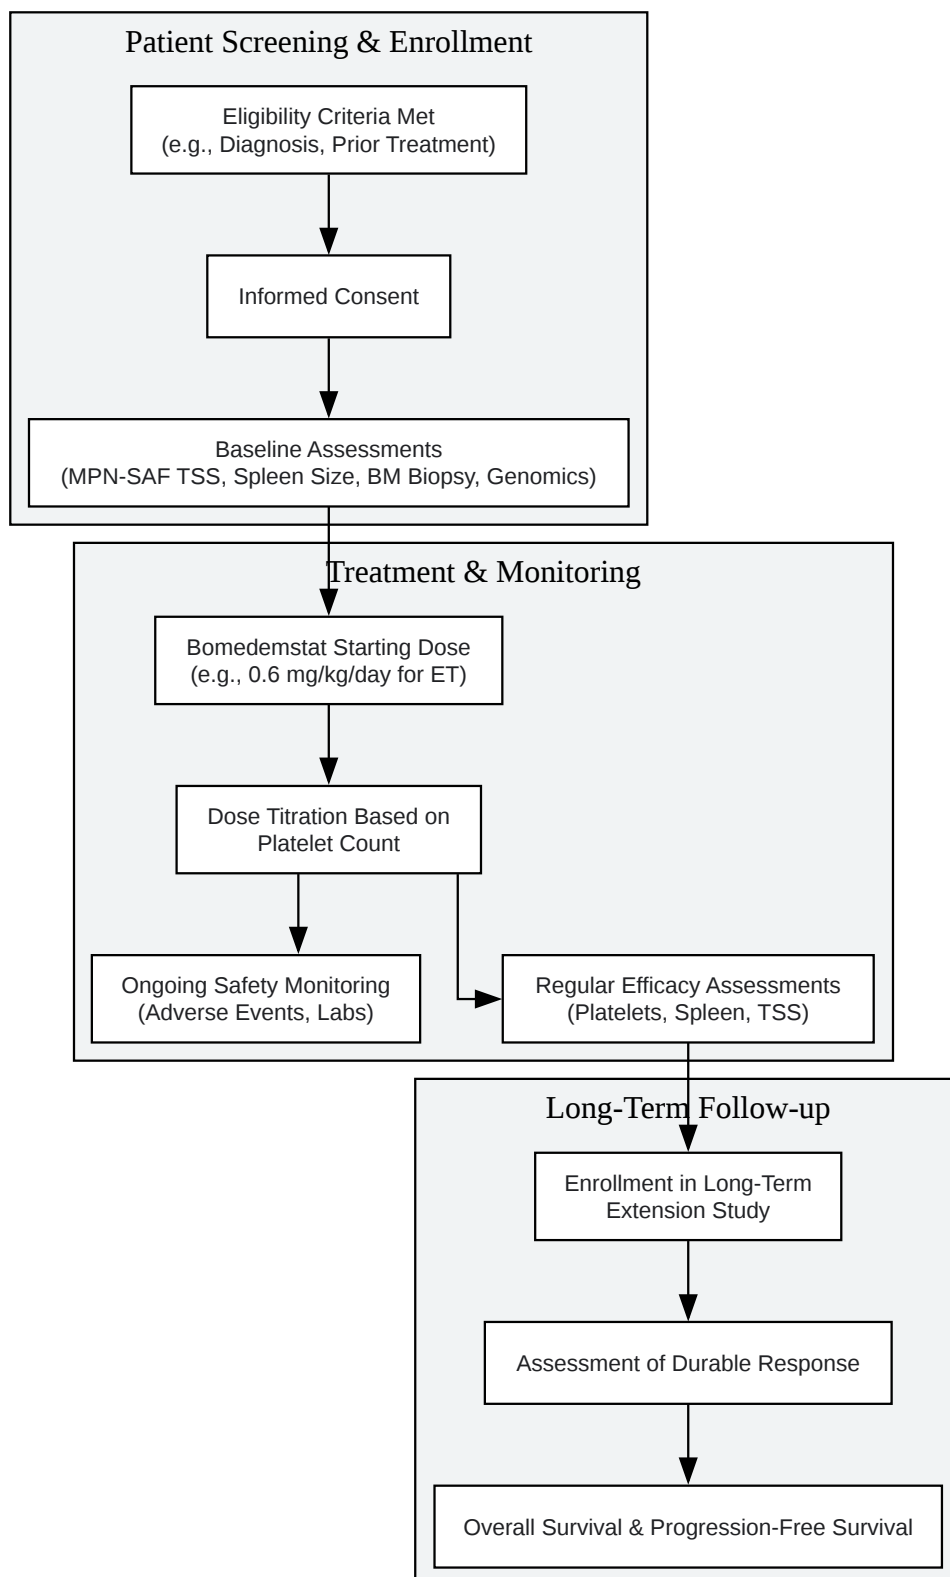 Patient Screening & Enrollment
Eligibility Criteria Met
(e.g., Diagnosis, Prior Treatment)
Informed Consent
Baseline Assessments
(MPN-SAF TSS, Spleen Size, BM Biopsy, Genomics)
Treatment & Monitoring
Bomedemstat Starting Dose
(e.g., 0.6 mg/kg/day for ET)
Dose Titration Based on
Platelet Count
Ongoing Safety Monitoring
(Adverse Events, Labs)
Regular Efficacy Assessments
(Platelets, Spleen, TSS)
Long-Term Follow-up
Enrollment in Long-Term
Extension Study
Assessment of Durable Response
Overall Survival & Progression-Free Survival